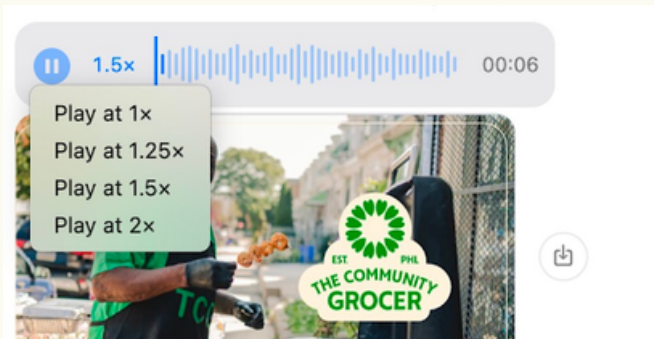 1.5×
00:06
Play at 1×
Play at 1.25×
Play at 1.5×
Play at 2×
EST. PHL
THE COMMUNITY
GROCER